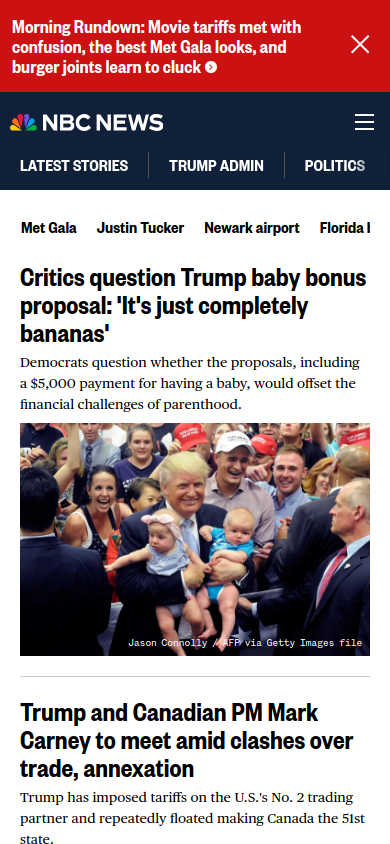 Morning Rundown: Movie tariffs met with
confusion, the best Met Gala looks, and
burger joints learn to cluck
NBC NEWS
LATEST STORIES
TRUMP ADMIN
POLITICS
Met Gala
Justin Tucker
Newark airport
Florida
Critics question Trump baby bonus
proposal: 'It's just completely
bananas'
Democrats question whether the proposals, including
a $5,000 payment for having a baby, would offset the
financial challenges of parenthood.
Jason Connolly / AFP via Getty Images file
Trump and Canadian PM Mark
Carney to meet amid clashes over
trade, annexation
Trump has imposed tariffs on the U.S.'s No. 2 trading
partner and repeatedly floated making Canada the 51st
state.